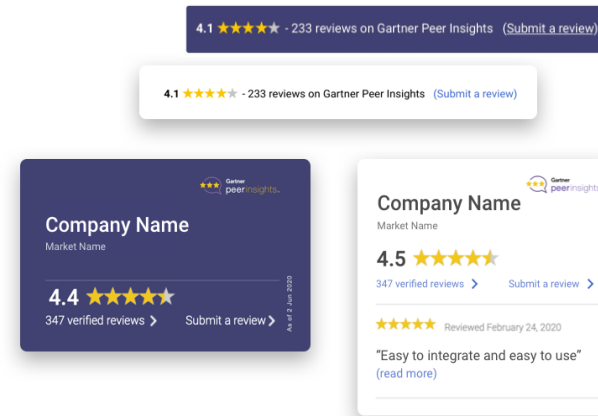 4.1 - 233 reviews on Gartner Peer Insights (Submit a review)
4.1 - 233 reviews on Gartner Peer Insights (Submit a review)
Gartner
peerinsights.
Company Name
Market Name
4.4
347 verified reviews
Submit a review
As of 2 Jun 2020
Gartner
peerinsights
Company Name
Market Name
4.5
347 verified reviews
Submit a review
Reviewed February 24, 2020
“Easy to integrate and easy to use”
(read more)